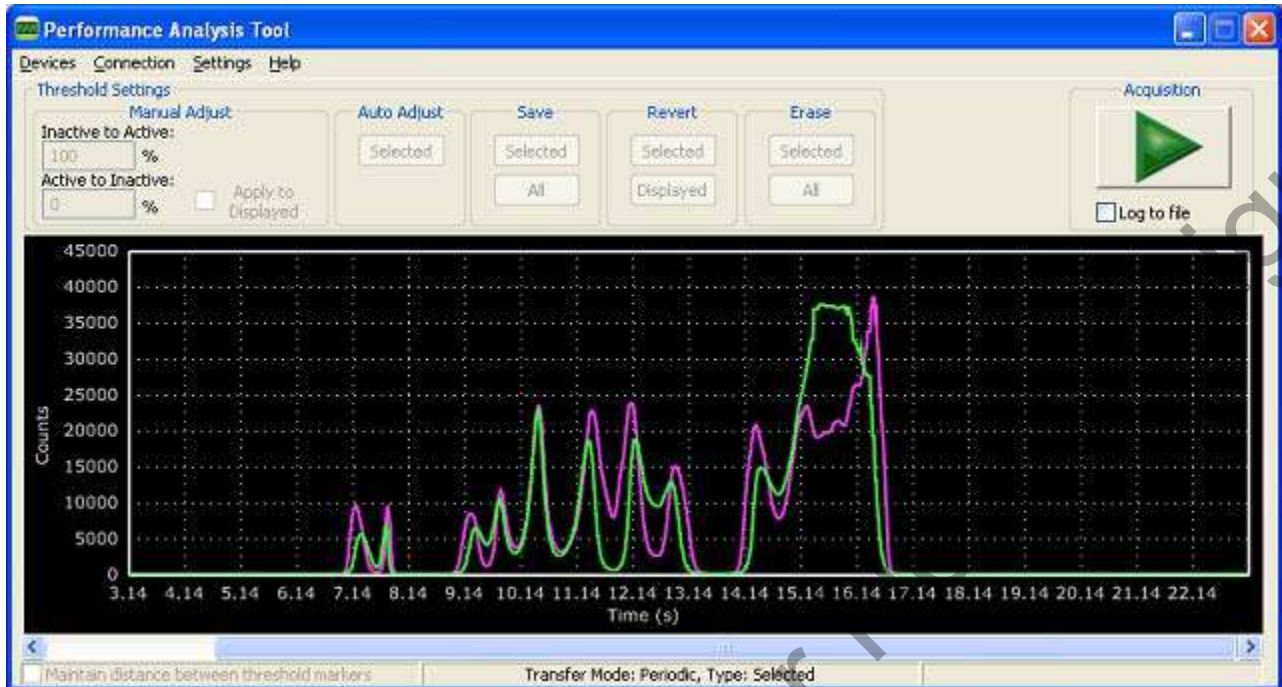 Performance Analysis Tool
Devices Connection Settings Help
Threshold Settings
Manual Adjust
Inactive to Active:
100 %
Active to Inactive:
0 %
Apply to
Displayed
Auto Adjust
Selected
Save
Selected
All
Revert
Selected
Displayed
Erase
Selected
All
Acquisition
Log to file
45000
40000
35000
30000
25000
20000
15000
10000
5000
0
Counts
3.14 4.14 5.14 6.14 7.14 8.14 9.14 10.14 11.14 12.14 13.14 14.14 15.14 16.14 17.14 18.14 19.14 20.14 21.14 22.14
Time (s)
Maintain distance between threshold markers
Transfer Mode: Periodic, Type: Selected